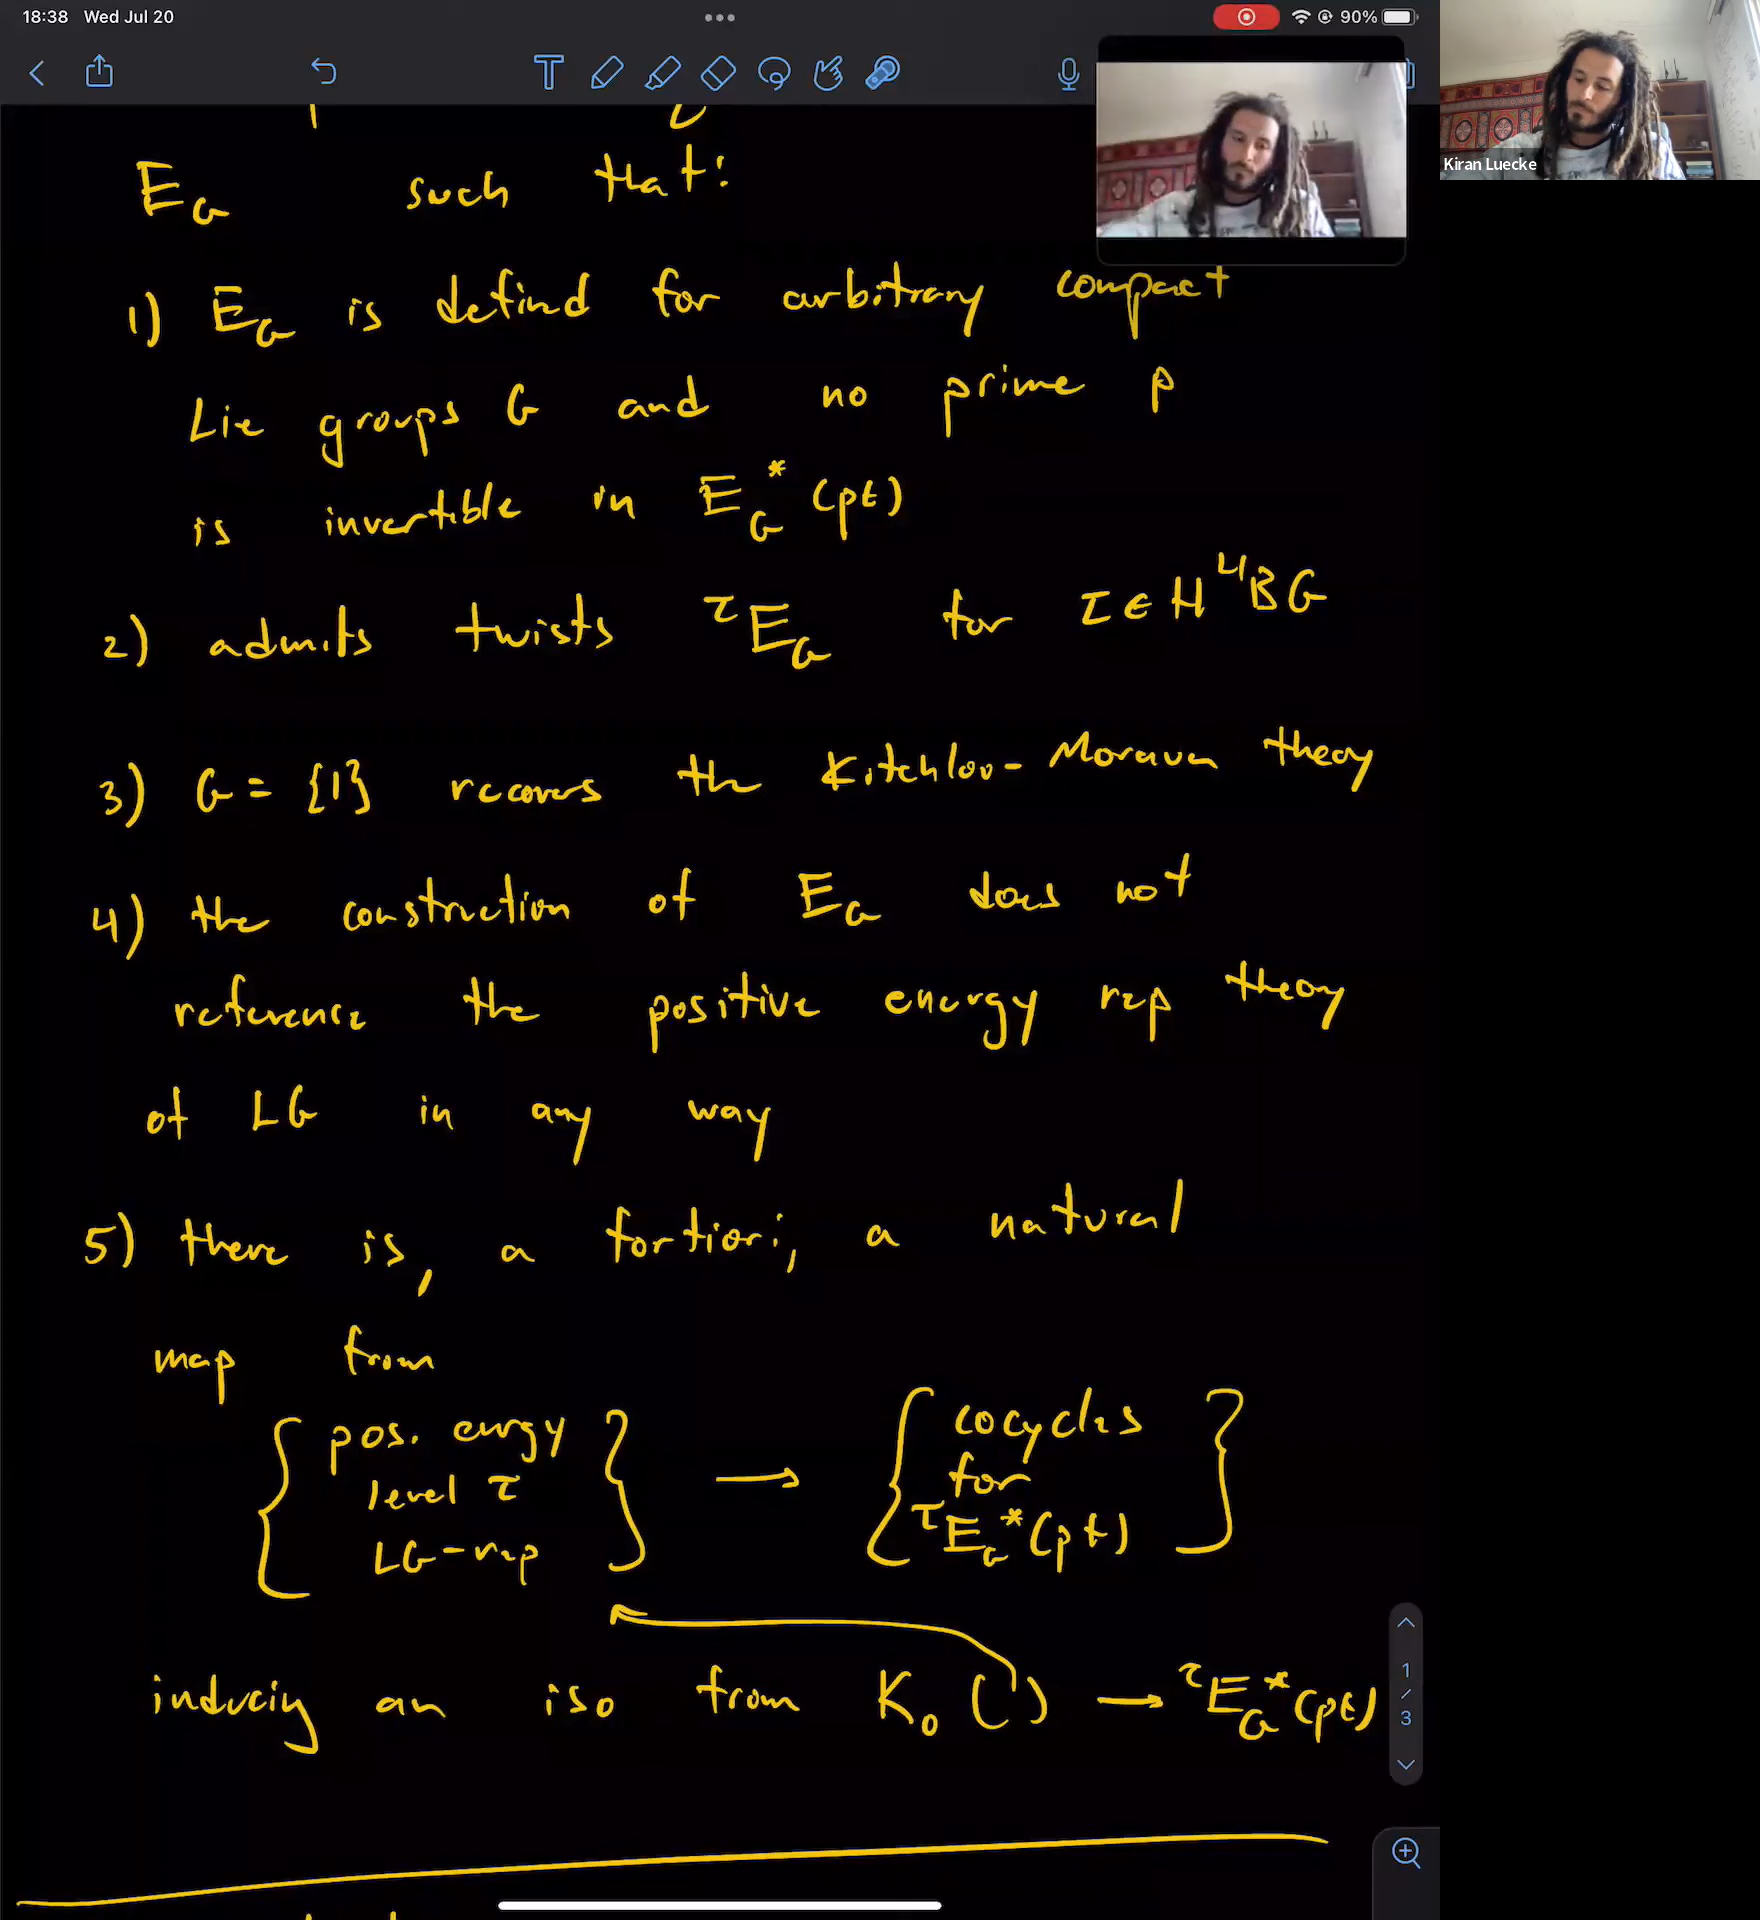 18:38 Wed Jul 20
90%
Kiran Luecke
E_G such that:
1) E_G is defind for arbitrary compact
Lie groups G and no prime p
is invertible in E_G^*(pt)
2) admits twists ^τE_G for τ ∈ H^4BG
3) G = {1} recovers the Kitchloo-Morava theory
4) the construction of E_G does not
reference the positive energy rep theory
of LG in any way
5) there is, a fortiori, a natural
map from
{ pos. energy level τ LG-rep } → { cocycles for ^τE_G^*(pt) }
inducing an iso from K_0( ) → ^τE_G^*(pt)
1/3